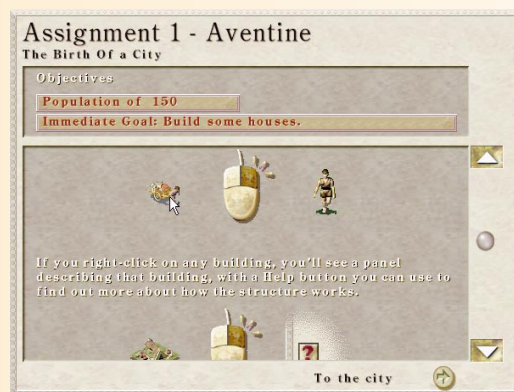 Assignment 1 - Aventine
The Birth Of a City
Objectives
Population of 150
Immediate Goal: Build some houses.
If you right-click on any building, you'll see a panel
describing that building, with a Help button you can use to
find out more about how the structure works.
?
To the city